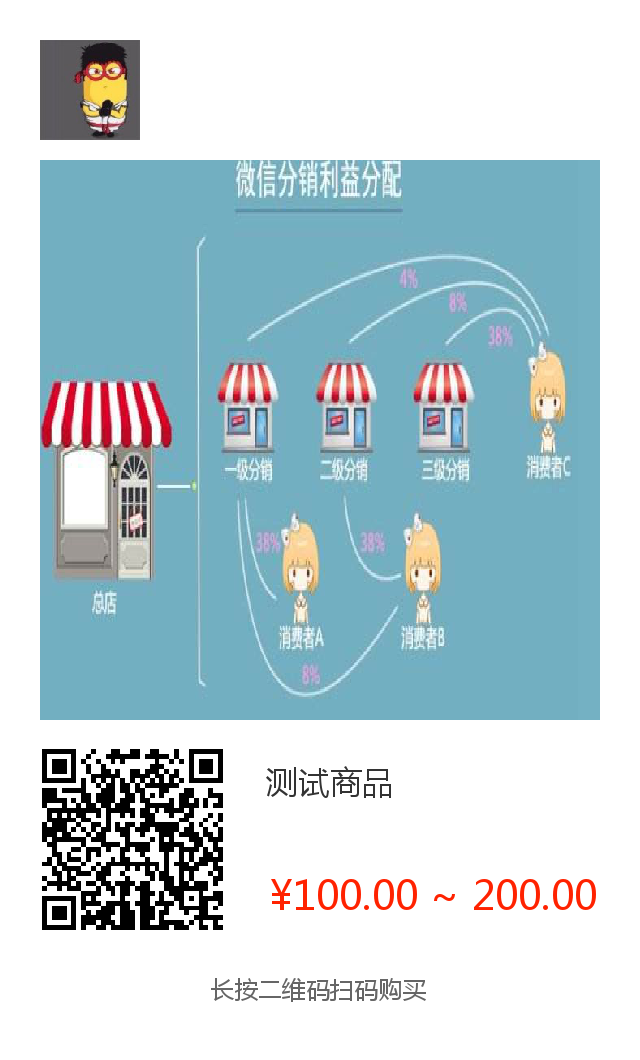 微信分销利益分配
4%
8%
38%
一级分销
二级分销
三级分销
消费者C
38%
38%
总店
消费者A
消费者B
8%
测试商品
¥100.00 ~ 200.00
长按二维码扫码购买